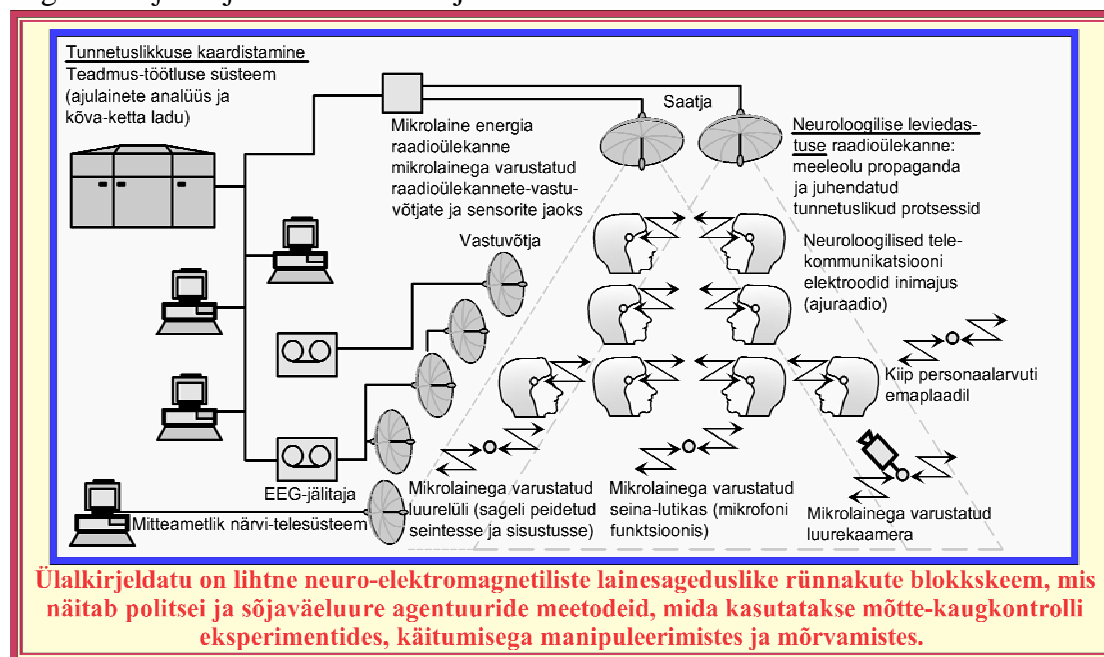 Tunnetuslikkuse kaardistamine
Teadmus-töötluse süsteem
(ajulainete analüüs ja
kõva-ketta ladu)
Mikrolaine energia
raadioülekanne
mikrolainega varustatud
raadioülekannete-vastu-
võtjate ja sensorite jaoks
Saatja
Neuroloogilise leviedas-
tuse raadioülekanne:
meeleolu propaganda
ja juhendatud
tunnetuslikud protsessid
Vastuvõtja
Neuroloogilised tele-
kommunikatsiooni
elektroodid inimajus
(ajuraadio)
Kiip personaalarvuti
emaplaadil
EEG-jälitaja
Mitteametlik närvi-telesüsteem
Mikrolainega varustatud
luurelüli (sageli peidetud
seintesse ja sisustusse)
Mikrolainega varustatud
seina-lutikas (mikrofoni
funktsioonis)
Mikrolainega varustatud
luurekaamera
Ülalkirjeldatu on lihtne neuro-elektromagnetiliste lainesageduslike rünnakute blokkskeem, mis
näitab politsei ja sõjaväeluure agentuuride meetodeid, mida kasutatakse mõtte-kaugkontrolli
eksperimentides, käitumisega manipuleerimistes ja mõrvamistes.